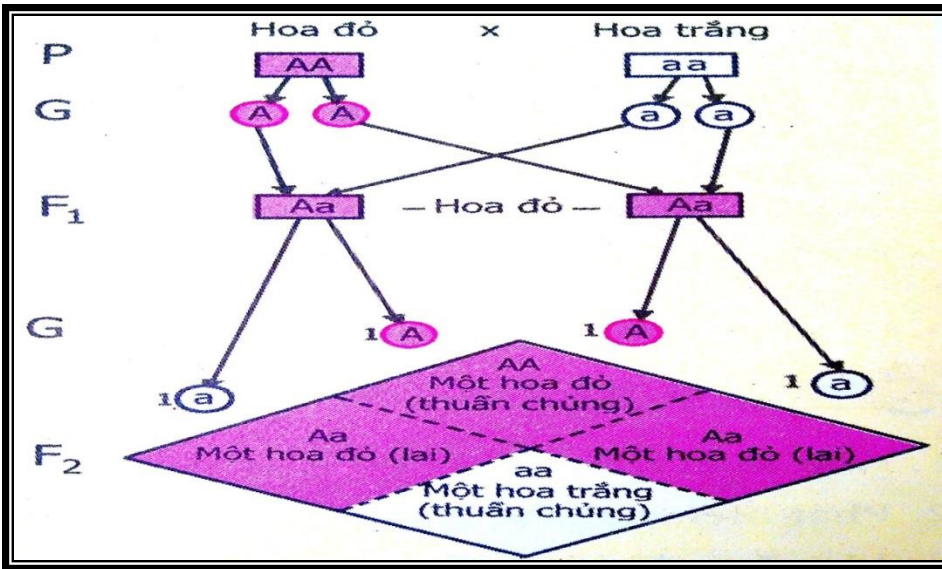 Hoa đỏ x Hoa trắng
P
AA aa
G
A A a a
F1
Aa – Hoa đỏ – Aa
G
1 A 1 A
1 a 1 a
F2
AA
Một hoa đỏ
(thuần chủng)
Aa
Một hoa đỏ (lai)
Aa
Một hoa đỏ (lai)
aa
Một hoa trắng
(thuần chủng)